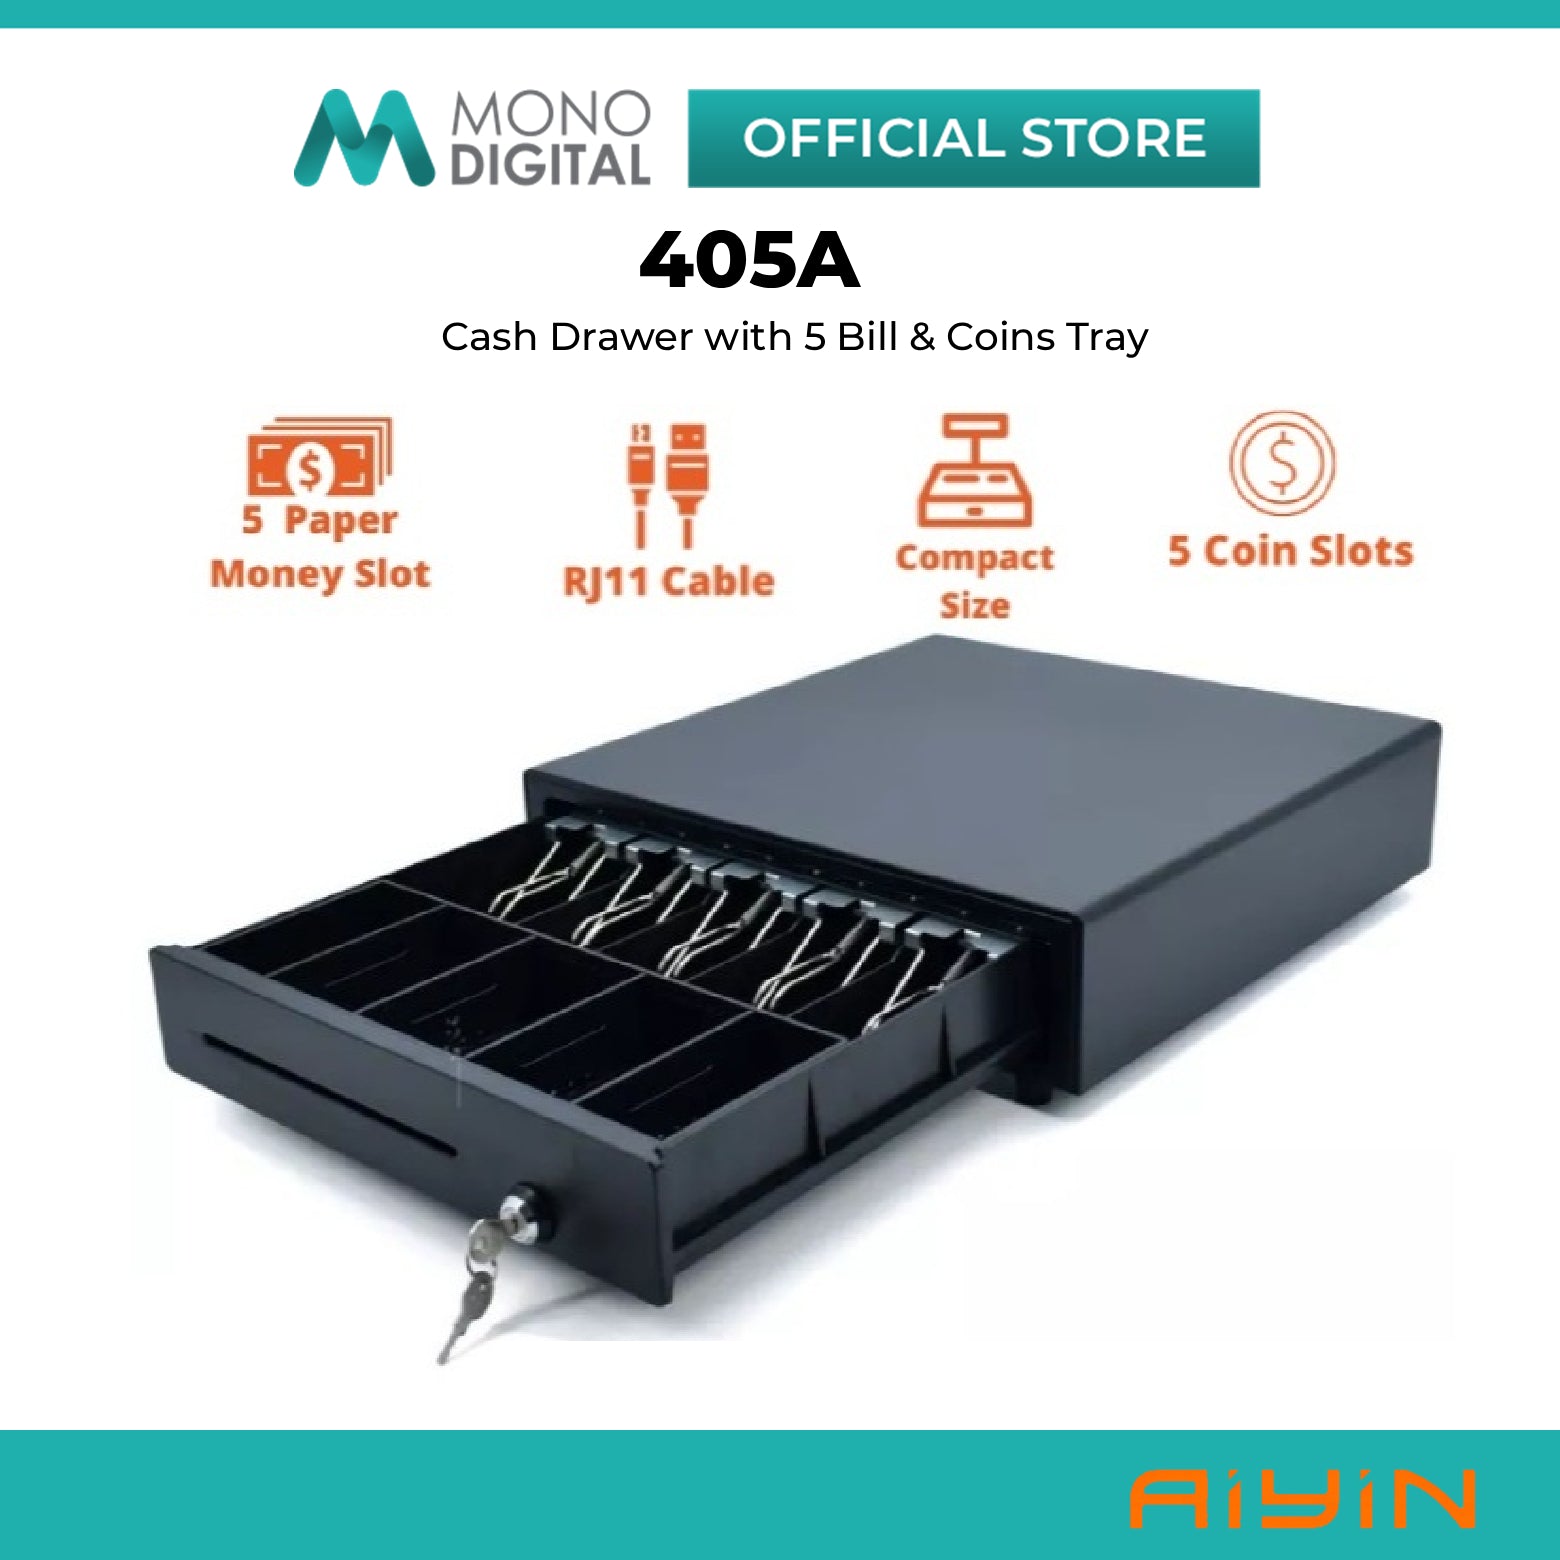 MONO
DIGITAL
OFFICIAL STORE
405A
Cash Drawer with 5 Bill & Coins Tray
5 Paper
Money Slot
RJ11 Cable
Compact
Size
5 Coin Slots
AiYiN